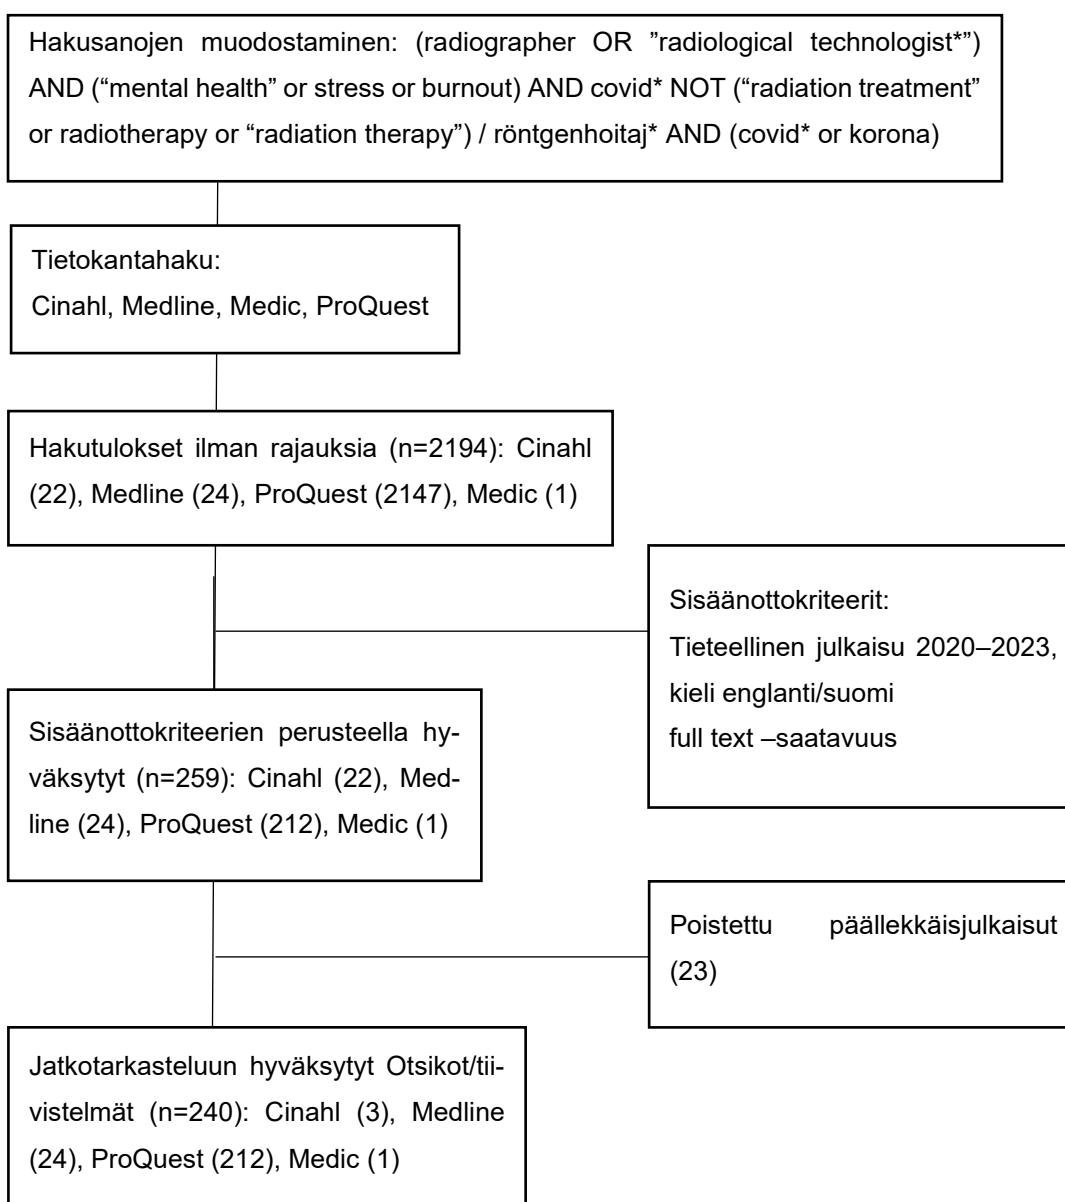 Hakusanojen muodostaminen: (radiographer OR ”radiological technologist*”)
AND (“mental health” or stress or burnout) AND covid* NOT (“radiation treatment”
or radiotherapy or “radiation therapy”) / röntgenhoitaj* AND (covid* or korona)
Tietokantahaku:
Cinahl, Medline, Medic, ProQuest
Hakutulokset ilman rajauksia (n=2194): Cinahl
(22), Medline (24), ProQuest (2147), Medic (1)
Sisäänottokriteerit:
Tieteellinen julkaisu 2020–2023,
kieli englanti/suomi
full text –saatavuus
Sisäänottokriteerien perusteella hy-
väksytyt (n=259): Cinahl (22), Med-
line (24), ProQuest (212), Medic (1)
Poistettu päällekkäisjulkaisut
(23)
Jatkotarkasteluun hyväksytyt Otsikot/tii-
vistelmät (n=240): Cinahl (3), Medline
(24), ProQuest (212), Medic (1)